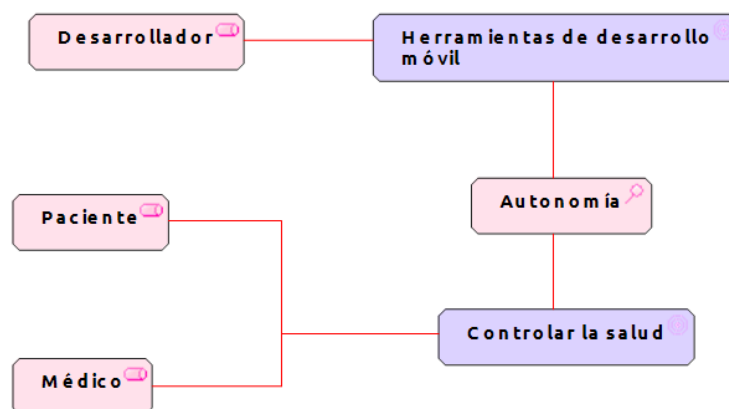 Desarrollador
Herramientas de desarrollo
móvil
Autonomía
Paciente
Controlar la salud
Médico